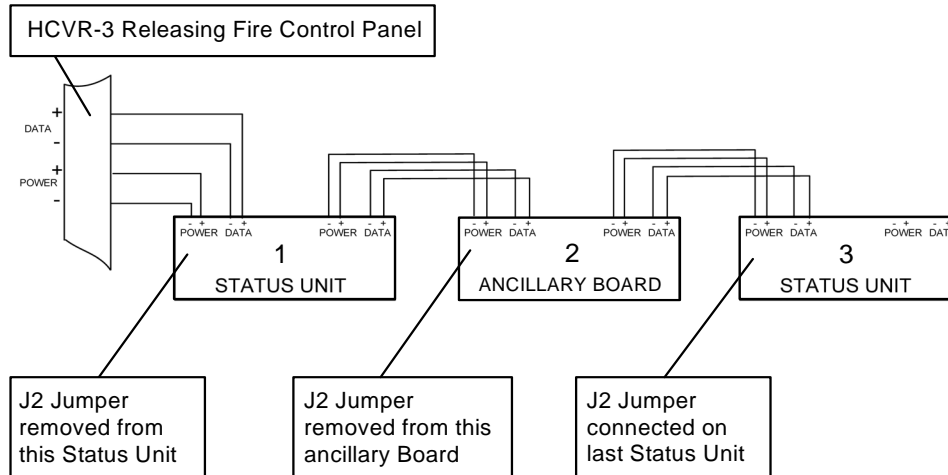 HCVR-3 Releasing Fire Control Panel
+
DATA
-
+
POWER
-
- + - +
POWER DATA
- + - +
POWER DATA
1
STATUS UNIT
- + - +
POWER DATA
- + - +
POWER DATA
2
ANCILLARY BOARD
- + - +
POWER DATA
- + - +
POWER DAT
3
STATUS UNIT
J2 Jumper
removed from
this Status Unit
J2 Jumper
removed from this
ancillary Board
J2 Jumper
connected on
last Status Unit